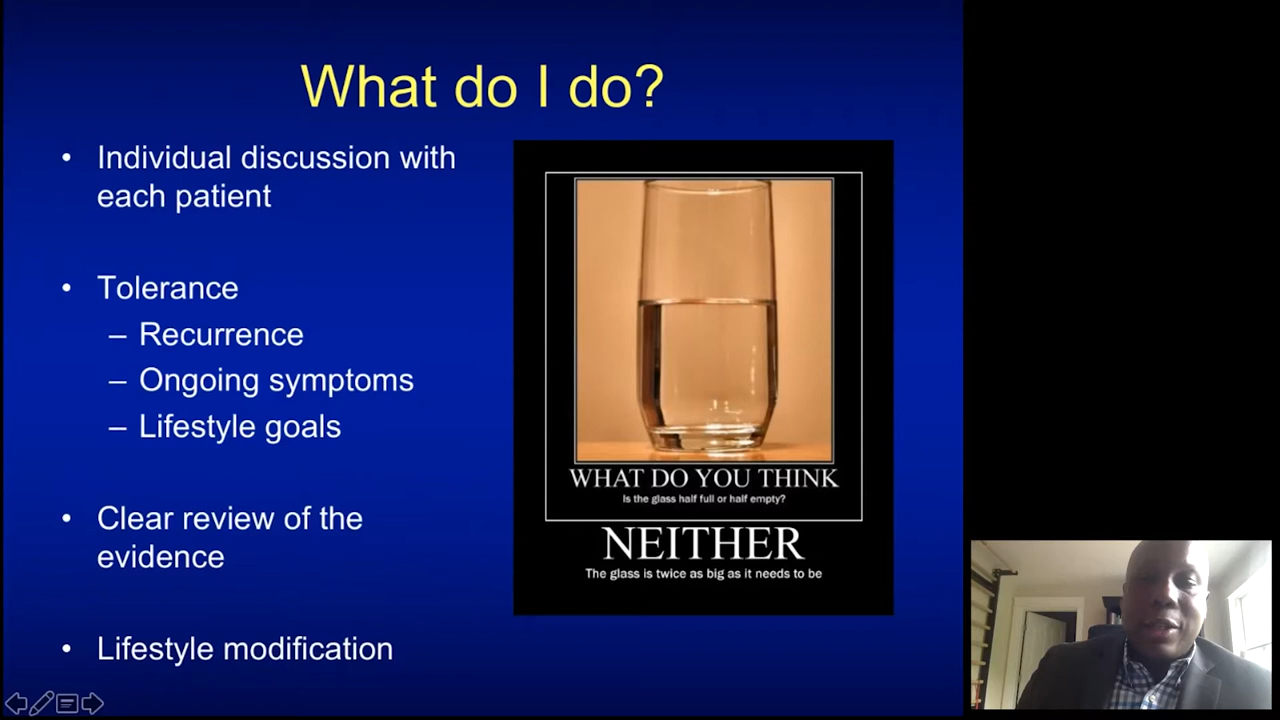 What do I do?
• Individual discussion with
each patient
• Tolerance
– Recurrence
– Ongoing symptoms
– Lifestyle goals
• Clear review of the
evidence
• Lifestyle modification
WHAT DO YOU THINK
Is the glass half full or half empty?
NEITHER
The glass is twice as big as it needs to be